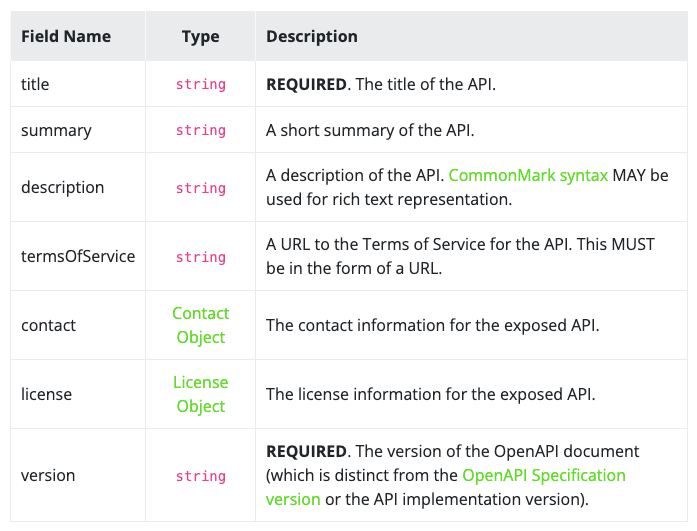 Field Name Type Description
title string REQUIRED. The title of the API.
summary string A short summary of the API.
description string A description of the API. CommonMark syntax MAY be
used for rich text representation.
termsOfService string A URL to the Terms of Service for the API. This MUST
be in the form of a URL.
contact Contact
Object The contact information for the exposed API.
license License
Object The license information for the exposed API.
version string REQUIRED. The version of the OpenAPI document
(which is distinct from the OpenAPI Specification
version or the API implementation version).